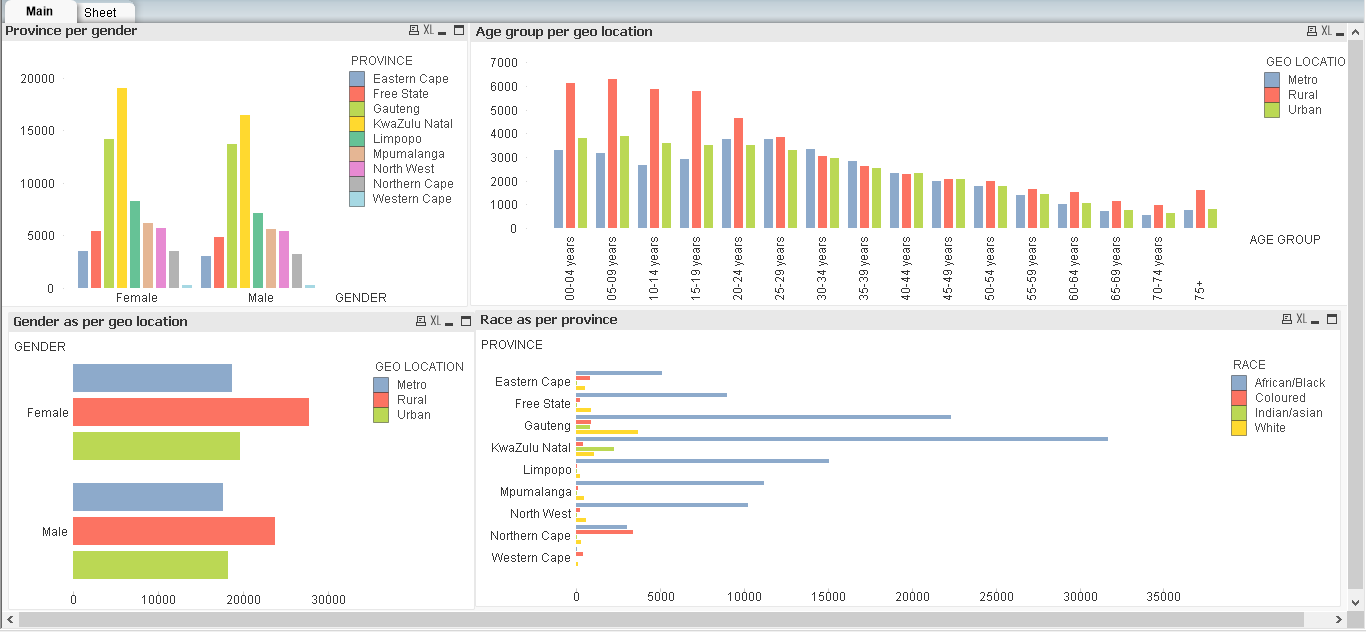 Main
Sheet
Province per gender
XL
PROVINCE
Eastern Cape
Free State
Gauteng
KwaZulu Natal
Limpopo
Mpumalanga
North West
Northern Cape
Western Cape
20000
15000
10000
5000
0
Female
Male
GENDER
Age group per geo location
XL
GEO LOCATIO
Metro
Rural
Urban
7000
6000
5000
4000
3000
2000
1000
0
00-04 years
05-09 years
10-14 years
15-19 years
20-24 years
25-29 years
30-34 years
35-39 years
40-44 years
45-49 years
50-54 years
55-59 years
60-64 years
65-69 years
70-74 years
75+
AGE GROUP
Gender as per geo location
XL
GENDER
GEO LOCATION
Metro
Rural
Urban
Female
Male
0
10000
20000
30000
Race as per province
XL
PROVINCE
RACE
African/Black
Coloured
Indian/asian
White
Eastern Cape
Free State
Gauteng
KwaZulu Natal
Limpopo
Mpumalanga
North West
Northern Cape
Western Cape
0
5000
10000
15000
20000
25000
30000
35000